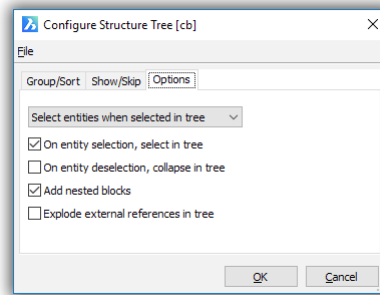 Configure Structure Tree [cb]
File
Group/Sort Show/Skip Options
Select entities when selected in tree
On entity selection, select in tree
On entity deselection, collapse in tree
Add nested blocks
Explode external references in tree
OK Cancel